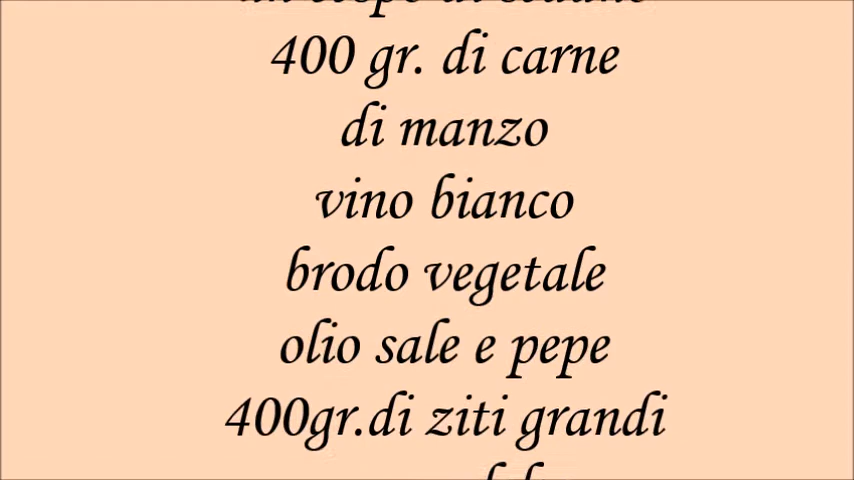 400 gr. di carne
di manzo
vino bianco
brodo vegetale
olio sale e pepe
400gr.di ziti grandi